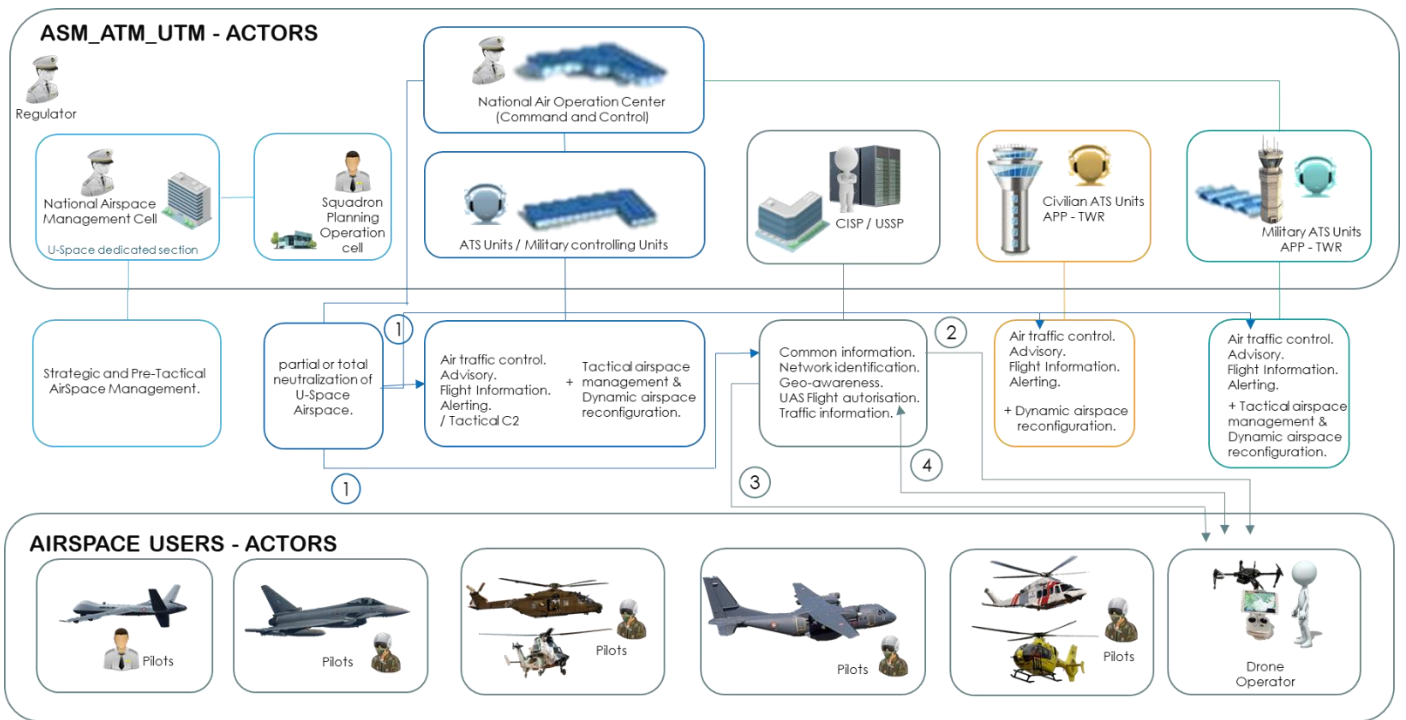 ASM_ATM_UTM - ACTORS
Regulator
National Air Operation Center
(Command and Control)
National Airspace
Management Cell
U-Space dedicated section
Squadron
Planning
Operation
cell
ATS Units / Military controlling Units
CISP / USSP
Civilian ATS Units
APP - TWR
Military ATS Units
APP - TWR
Strategic and Pre-Tactical
AirSpace Management.
partial or total
neutralization of
U-Space
Airspace.
1
Air traffic control.
Advisory.
Flight Information.
Alerting.
/ Tactical C2
+ Tactical airspace
management &
Dynamic airspace
reconfiguration.
Common information.
Network identification.
Geo-awareness.
UAS Flight autorisation.
Traffic information.
2
Air traffic control.
Advisory.
Flight Information.
Alerting.
+ Dynamic airspace
reconfiguration.
Air traffic control.
Advisory.
Flight Information.
Alerting.
+ Tactical airspace
management &
Dynamic airspace
reconfiguration.
1
3
4
AIRSPACE USERS - ACTORS
Pilots
Pilots
Pilots
Pilots
Pilots
Drone
Operator